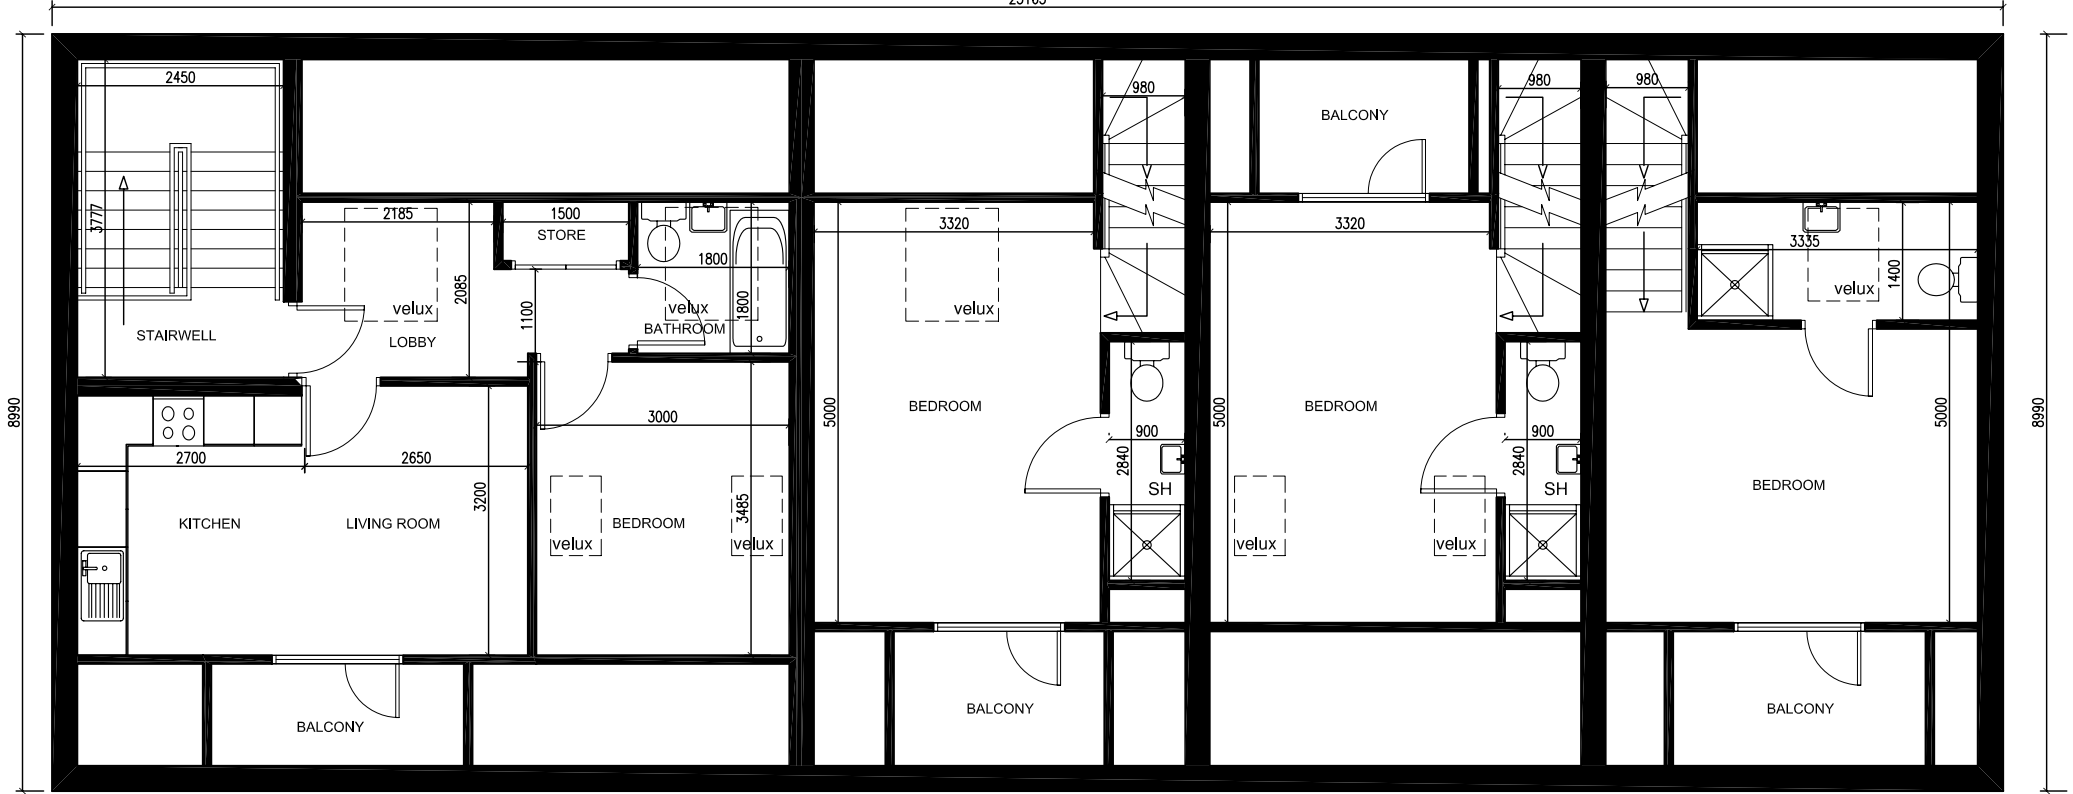 2450
980
980
980
BALCONY
3777
2185
1500
STORE
3320
3320
3335
1800
2085
1400
velux
velux
velux
velux
1800
1100
STAIRWELL
LOBBY
BATHROOM
8990
5000
BEDROOM
5000
BEDROOM
5000
8990
3000
900
900
2700
2650
2840
2840
3200
3485
SH
SH
BEDROOM
KITCHEN
LIVING ROOM
BEDROOM
velux
velux
velux
velux
BALCONY
BALCONY
BALCONY